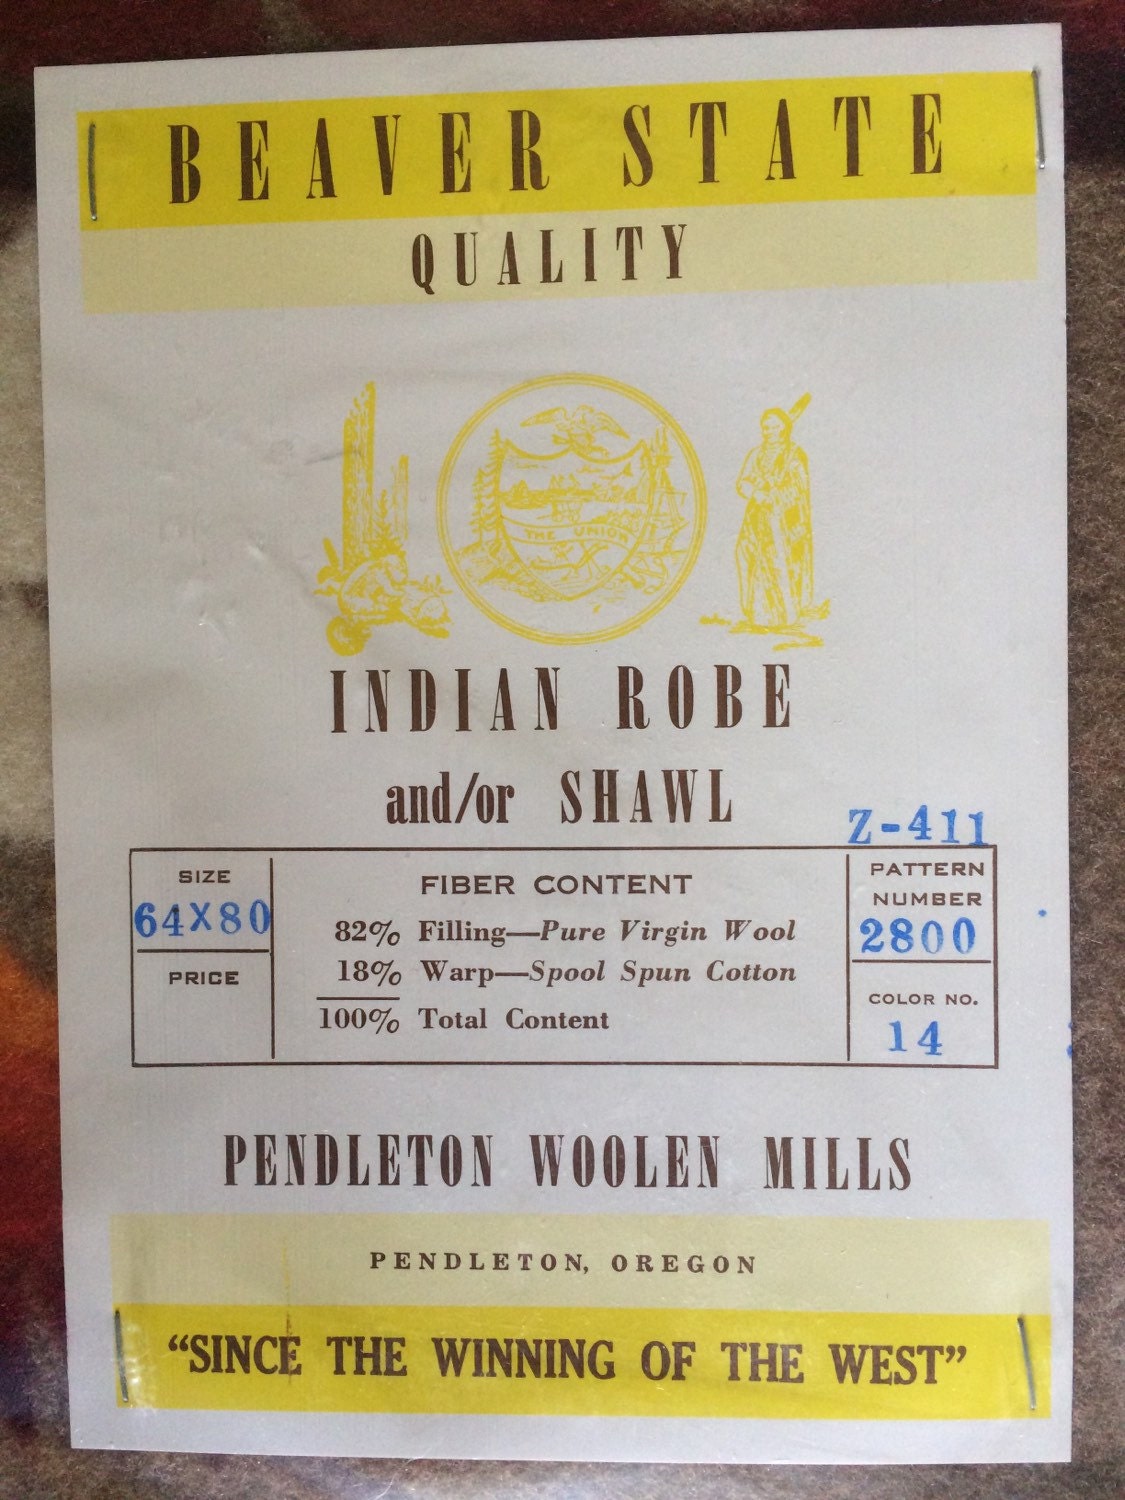 BEAVER STATE
QUALITY
THE UNION
INDIAN ROBE
and/or SHAWL
Z-411
SIZE
64X80
PRICE
FIBER CONTENT
82% Filling—Pure Virgin Wool
18% Warp—Spool Spun Cotton
100% Total Content
PATTERN
NUMBER
2800
COLOR NO.
14
PENDLETON WOOLEN MILLS
PENDLETON, OREGON
“SINCE THE WINNING OF THE WEST”